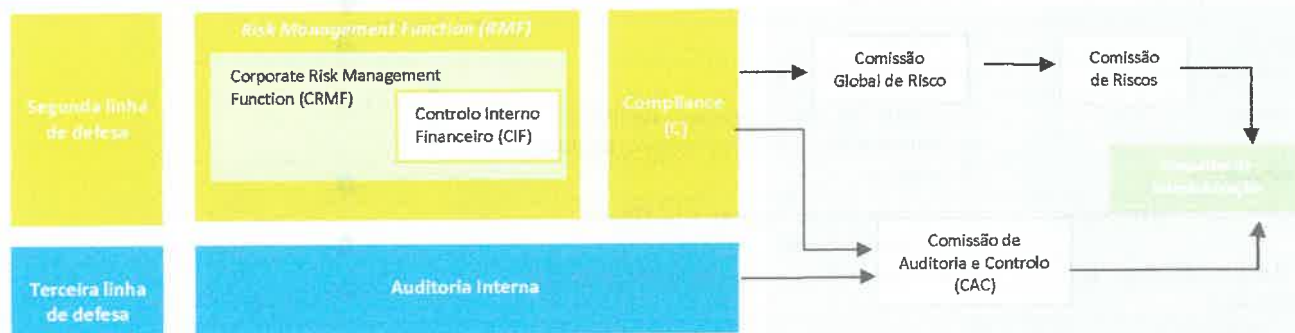 Segunda linha
de defesa
Risk Management Function (RMF)
Corporate Risk Management
Function (CRMF)
Controlo Interno
Financeiro (CIF)
Compliance
(C)
Comissão
Global de Risco
Comissão
de Riscos
Terceira linha
de defesa
Auditoria Interna
Comissão de
Auditoria e Controlo
(CAC)